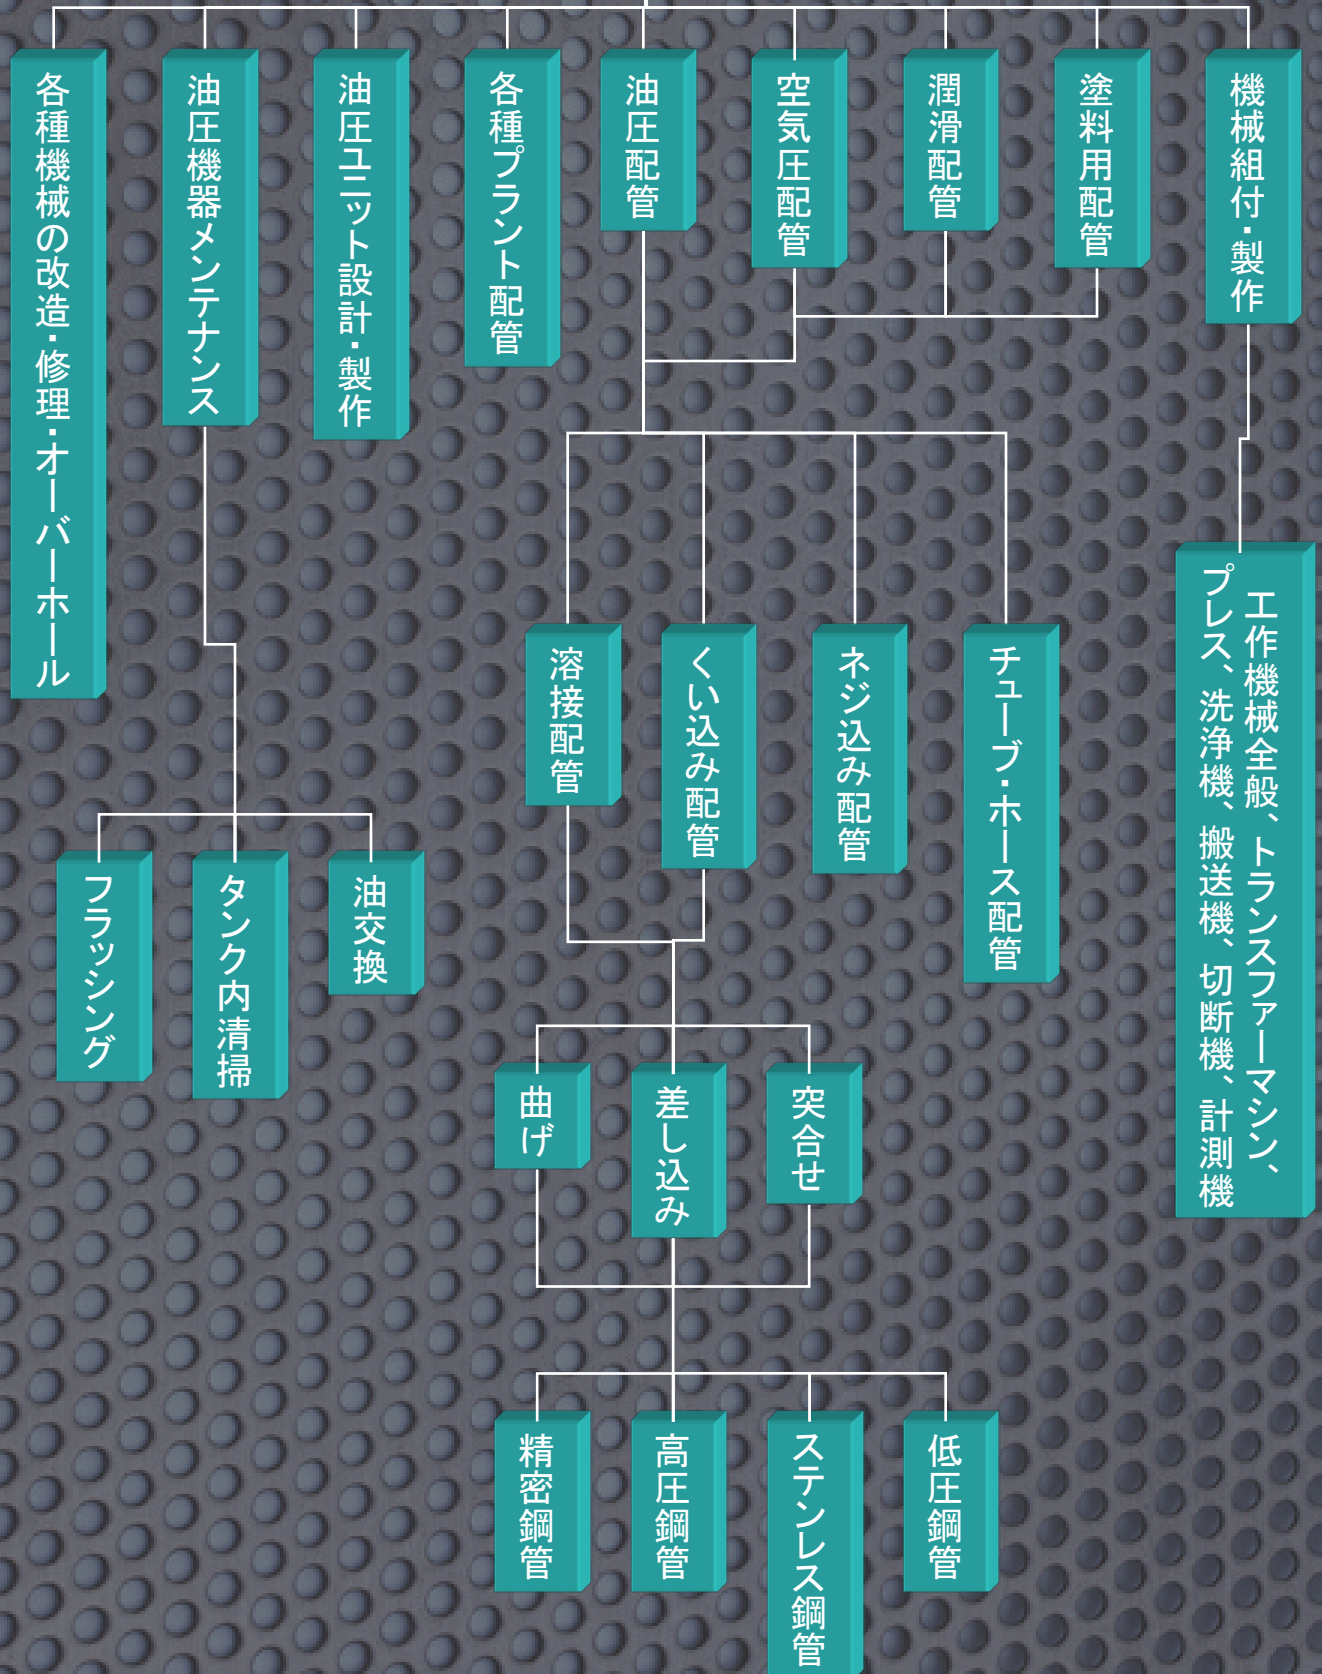 各種機械の改造・修理・オーバーホール
油圧機器メンテナンス
油圧ユニット設計・製作
各種プラント配管
油圧配管
空気圧配管
潤滑配管
塗料用配管
機械組付・製作
溶接配管
くい込み配管
ネジ込み配管
チューブ・ホース配管
工作機械全般、トランスファーマシン、
プレス、洗浄機、搬送機、切断機、計測機
フラッシング
タンク内清掃
油交換
曲げ
差し込み
突合せ
精密鋼管
高圧鋼管
ステンレス鋼管
低圧鋼管